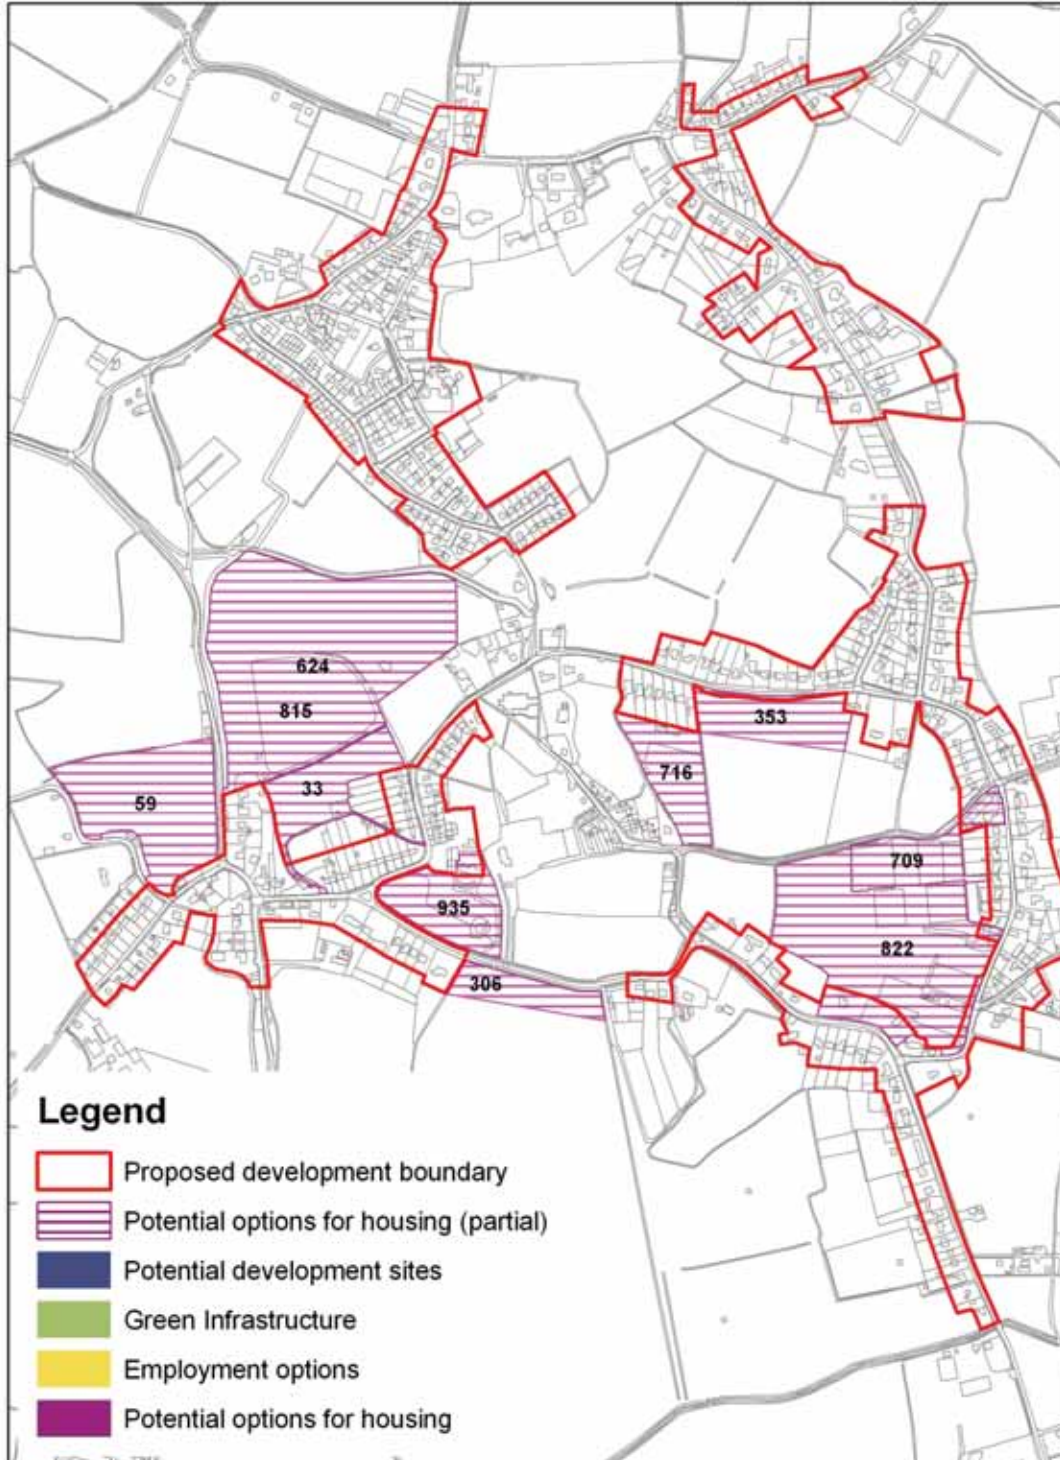 624
815
353
716
33
59
709
935
822
306
Legend
Proposed development boundary
Potential options for housing (partial)
Potential development sites
Green Infrastructure
Employment options
Potential options for housing